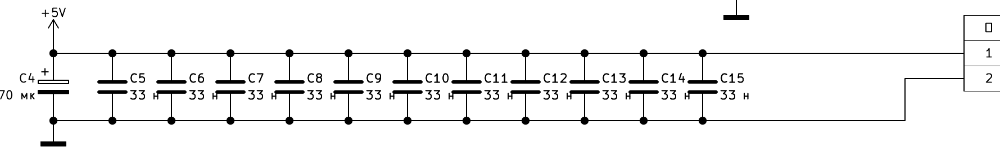 +5V
0
1
+
C4 C5 C6 C7 C8 C9 C10 C11 C12 C13 C14 C15 2
70 мк 33 н 33 н 33 н 33 н 33 н 33 н 33 н 33 н 33 н 33 н 33 н